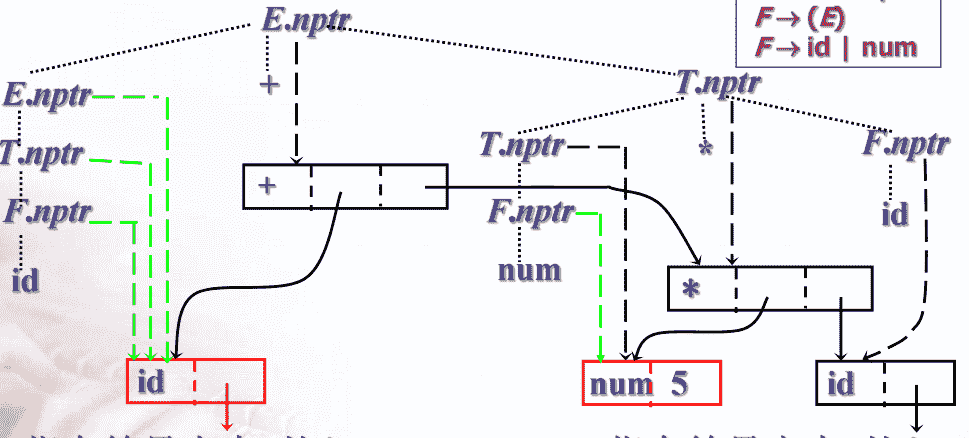 E.nptr
F→(E)
F→id | num
+
T.nptr
E.nptr
T.nptr
*
F.nptr
T.nptr
+
F.nptr
F.nptr
id
id
num
*
id
num 5
id